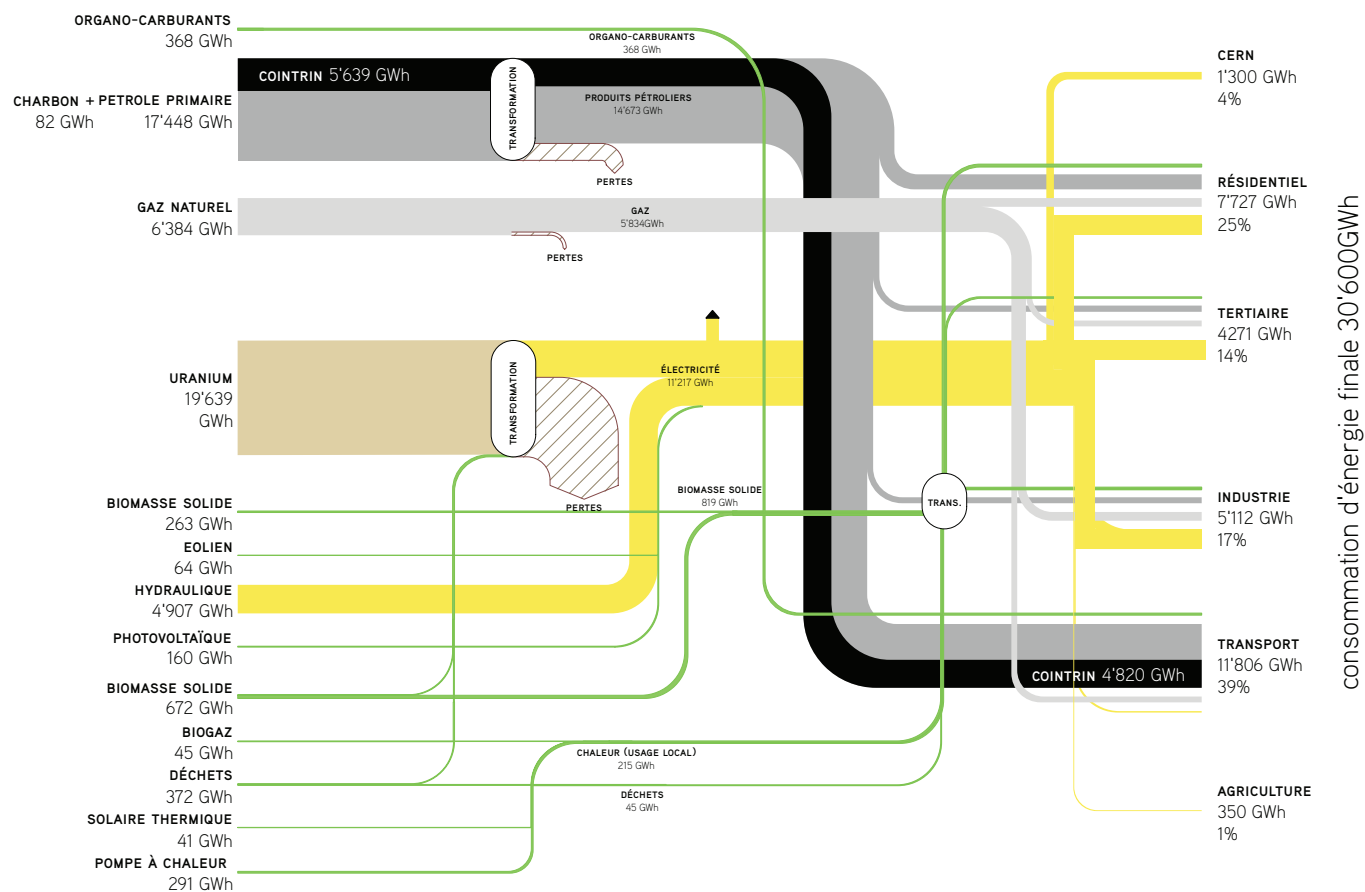 ORGANO-CARBURANTS
368 GWh
COINTRIN 5'639 GWh
CHARBON + PETROLE PRIMAIRE
82 GWh 17'448 GWh
GAZ NATUREL
6'384 GWh
URANIUM
19'639
GWh
BIOMASSE SOLIDE
263 GWh
EOLIEN
64 GWh
HYDRAULIQUE
4'907 GWh
PHOTOVOLTAÏQUE
160 GWh
BIOMASSE SOLIDE
672 GWh
BIOGAZ
45 GWh
DÉCHETS
372 GWh
SOLAIRE THERMIQUE
41 GWh
POMPE À CHALEUR
291 GWh
TRANSFORMATION
TRANSFORMATION
ORGANO-CARBURANTS
368 GWh
PRODUITS PÉTROLIERS
14'673 GWh
PERTES
GAZ
5'834GWh
PERTES
ÉLECTRICITÉ
11'217 GWh
PERTES
BIOMASSE SOLIDE
819 GWh
CHALEUR (USAGE LOCAL)
215 GWh
DÉCHETS
45 GWh
TRANS.
COINTRIN 4'820 GWh
CERN
1'300 GWh
4%
RÉSIDENTIEL
7'727 GWh
25%
TERTIAIRE
4271 GWh
14%
INDUSTRIE
5'112 GWh
17%
TRANSPORT
11'806 GWh
39%
AGRICULTURE
350 GWh
1%
consommation d'énergie finale 30'600GWh